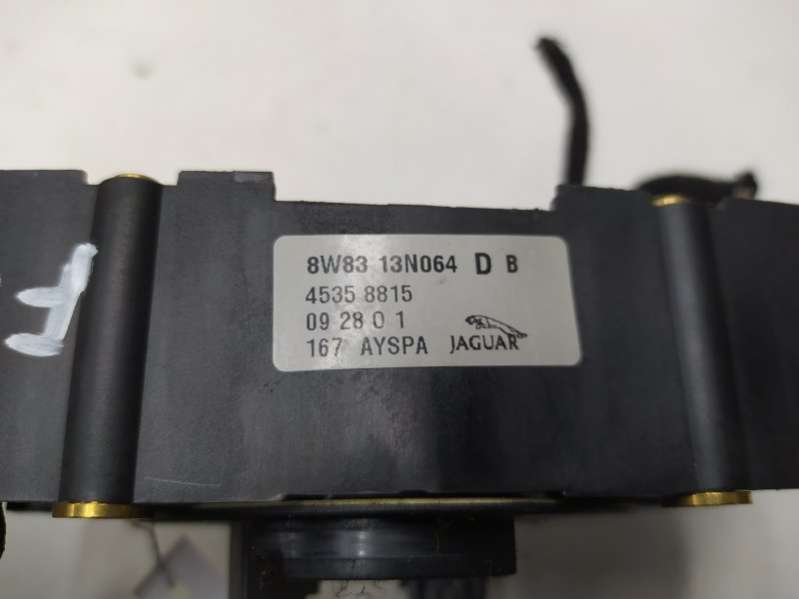 8W83 13N064 D B
4535 8815
09 28 0 1
167 AYSPA JAGUAR